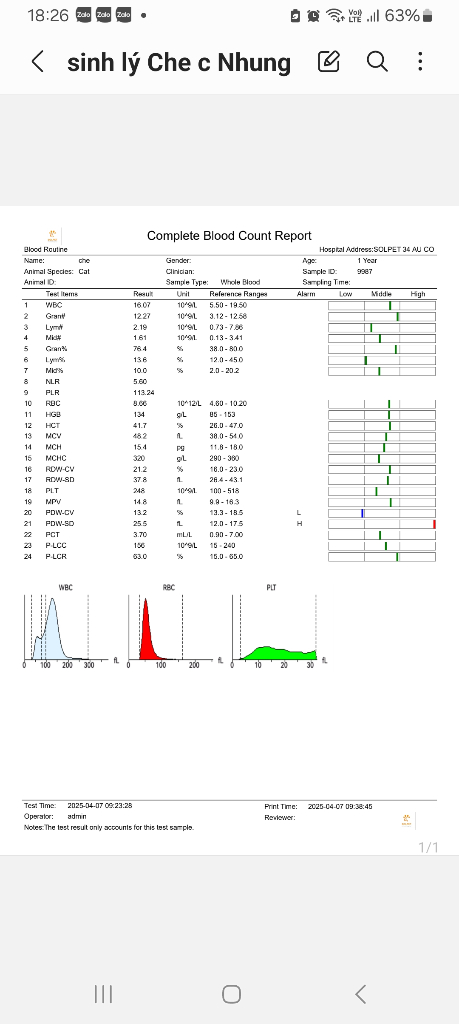 18:26 Zalo Zalo Zalo • Vo)) LTE 63%
sinh lý Che c Nhung
Complete Blood Count Report
Blood Routine Hospital Address:SOLPET 34 AU CO
Name: che Gender: Age: 1 Year
Animal Species: Cat Clinician: Sample ID: 9987
Animal ID: Sample Type: Whole Blood Sampling Time:
Test Items Result Unit Reference Ranges Alarm Low Middle High
1 WBC 16.07 10^9/L 5.50 - 19.50
2 Gran# 12.27 10^9/L 3.12 - 12.58
3 Lym# 2.19 10^9/L 0.73 - 7.86
4 Mid# 1.61 10^9/L 0.13 - 3.41
5 Gran% 76.4 % 38.0 - 80.0
6 Lym% 13.6 % 12.0 - 45.0
7 Mid% 10.0 % 2.0 - 20.2
8 NLR 5.60
9 PLR 113.24
10 RBC 8.66 10^12/L 4.60 - 10.20
11 HGB 134 g/L 85 - 153
12 HCT 41.7 % 26.0 - 47.0
13 MCV 48.2 fL 38.0 - 54.0
14 MCH 15.4 pg 11.8 - 18.0
15 MCHC 320 g/L 290 - 360
16 RDW-CV 21.2 % 16.0 - 23.0
17 RDW-SD 37.8 fL 26.4 - 43.1
18 PLT 248 10^9/L 100 - 518
19 MPV 14.8 fL 9.9 - 16.3
20 PDW-CV 13.2 % 13.3 - 18.5 L
21 PDW-SD 25.5 fL 12.0 - 17.5 H
22 PCT 3.70 mL/L 0.90 - 7.00
23 P-LCC 156 10^9/L 15 - 240
24 P-LCR 63.0 % 15.0 - 65.0
WBC RBC PLT
0 100 200 300 fL 0 100 200 fL 0 10 20 30 fL
Test Time: 2025-04-07 09:23:28 Print Time: 2025-04-07 09:38:45
Operator: admin Reviewer:
Notes:The test result only accounts for this test sample.
1/1